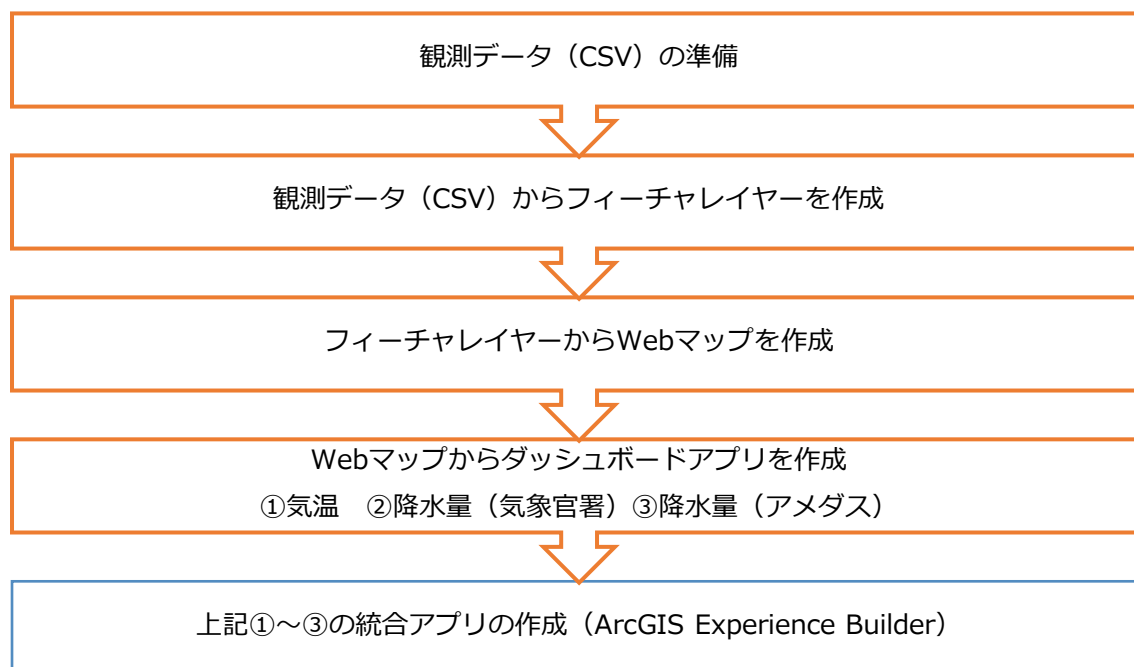 観測データ（CSV）の準備
観測データ（CSV）からフィーチャレイヤーを作成
フィーチャレイヤーからWebマップを作成
Webマップからダッシュボードアプリを作成
①気温　②降水量（気象官署）③降水量（アメダス）
上記①～③の統合アプリの作成（ArcGIS Experience Builder）